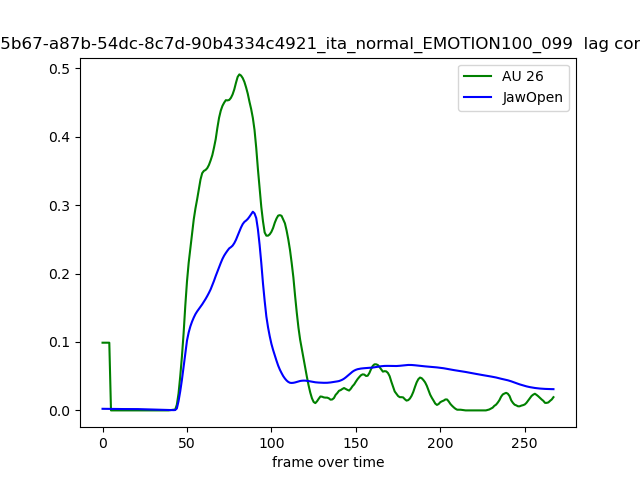 5b67-a87b-54dc-8c7d-90b4334c4921_ita_normal_EMOTION100_099 lag cor
AU 26
JawOpen
0.5
0.4
0.3
0.2
0.1
0.0
0 50 100 150 200 250
frame over time